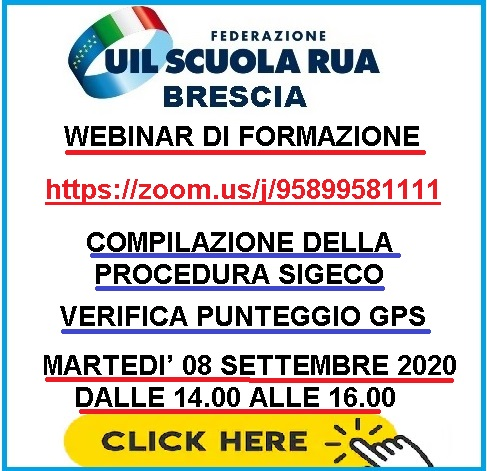 FEDERAZIONE
UIL SCUOLA RUA
BRESCIA
WEBINAR DI FORMAZIONE
https://zoom.us/j/95899581111
COMPILAZIONE DELLA
PROCEDURA SIGECO
VERIFICA PUNTEGGIO GPS
MARTEDI’ 08 SETTEMBRE 2020
DALLE 14.00 ALLE 16.00
CLICK HERE